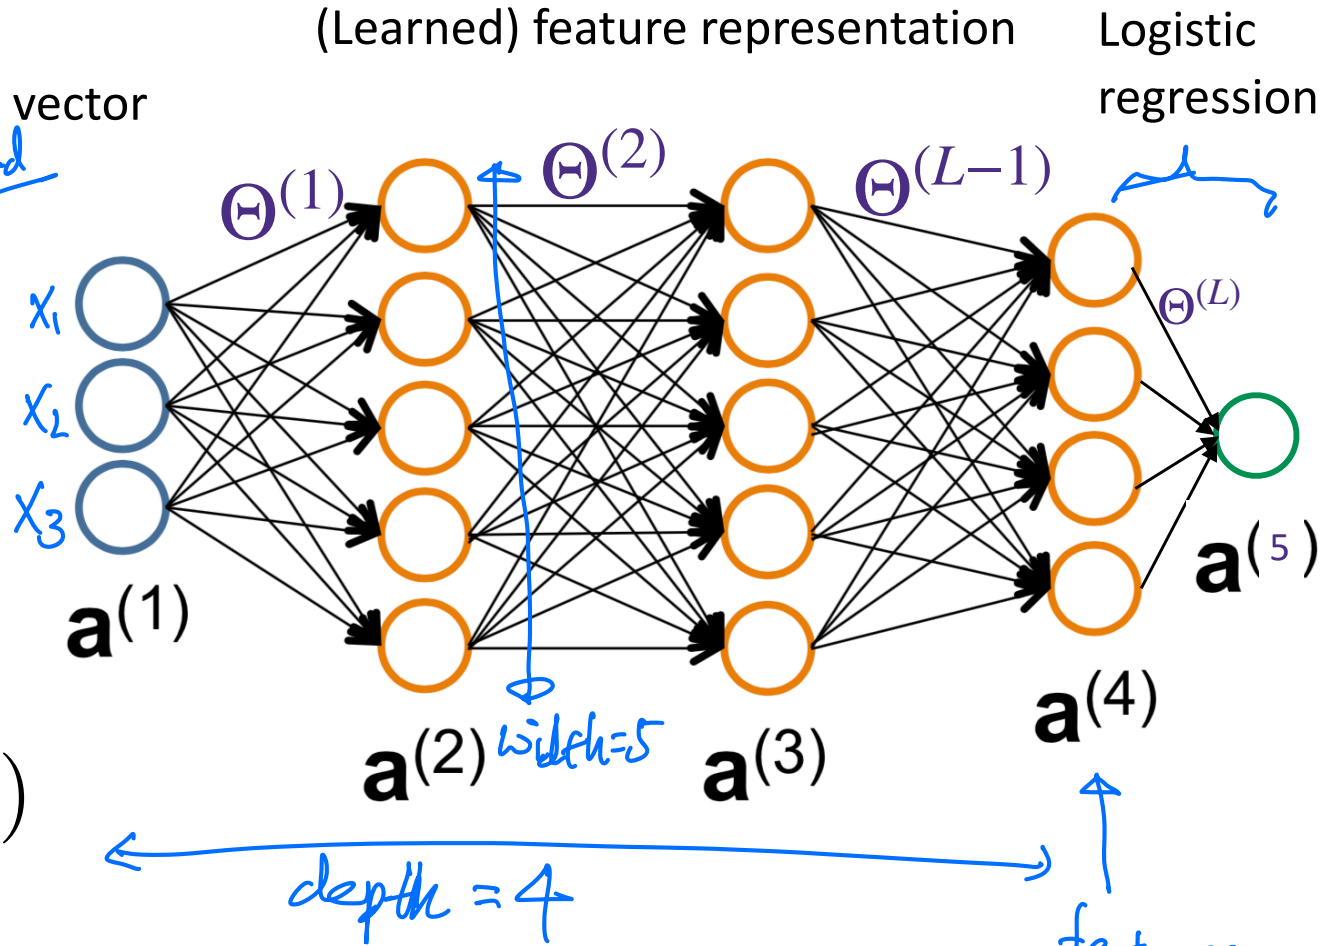 (Learned) feature representation
Logistic
regression
vector
Θ(1)
Θ(2)
Θ(L−1)
Θ(L)
x1
x2
x3
a(1)
a(2)
a(3)
a(4)
a(5)
width=5
)
depth = 4